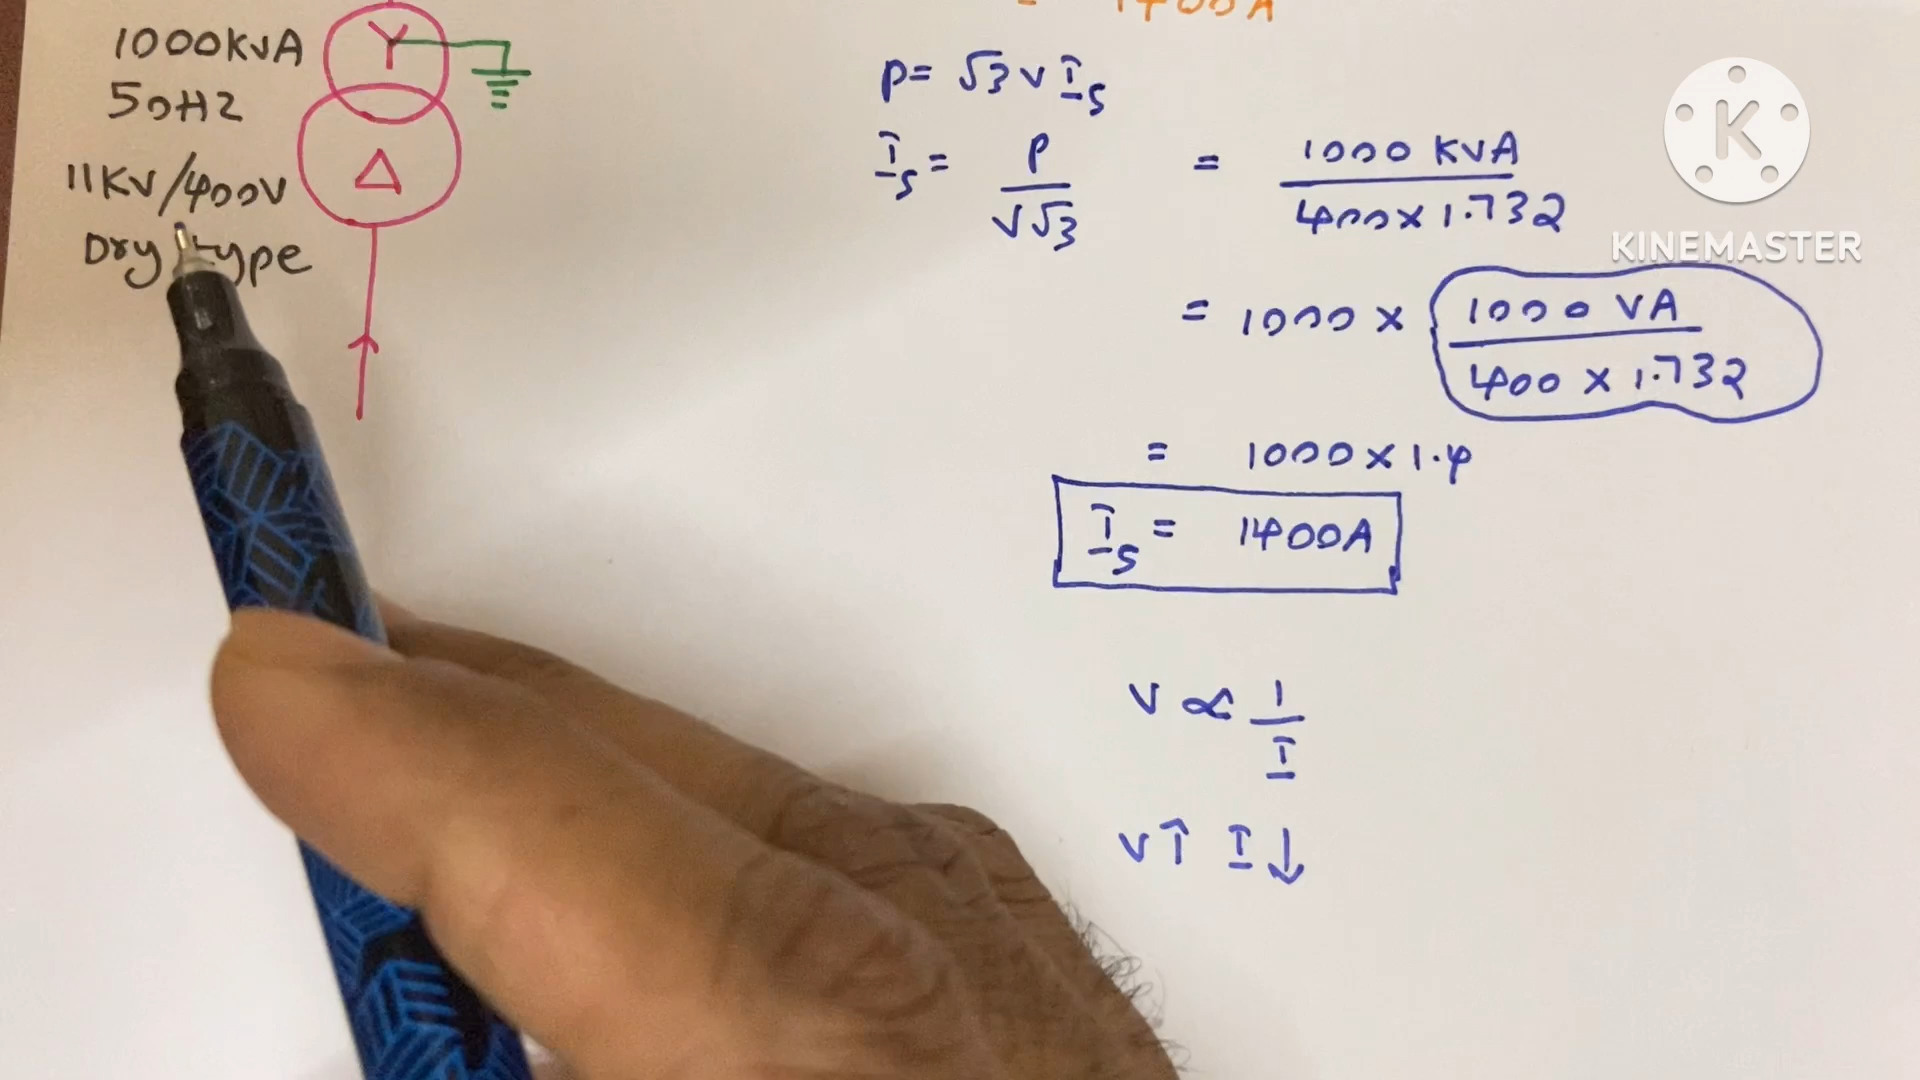 = 1400A
1000KVA
50HZ
11KV/400V
Dry type
Y
Δ
P = √3 V I_S
I_S = P / V√3 = 1000 KVA / 400 × 1.732
= 1000 × 1000 VA / 400 × 1.732
= 1000 × 1.4
I_S = 1400A
V ∝ 1 / I
V↑ I↓
K
KINEMASTER